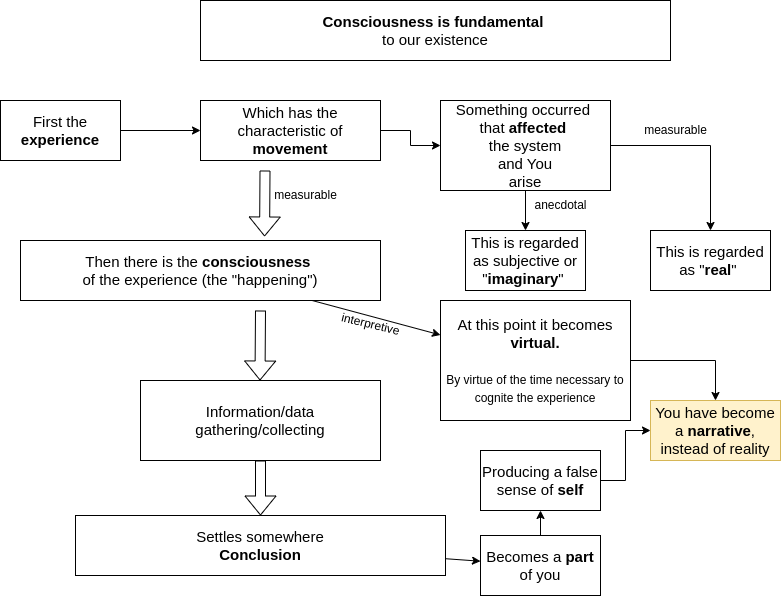 Consciousness is fundamental
to our existence
First the
experience
Which has the
characteristic of
movement
Something occurred
that affected
the system
and You
arise
measurable
measurable
anecdotal
This is regarded
as subjective or
"imaginary"
This is regarded
as "real"
Then there is the consciousness
of the experience (the "happening")
interpretive
At this point it becomes
virtual.
By virtue of the time necessary to
cognite the experience
Information/data
gathering/collecting
You have become
a narrative,
instead of reality
Producing a false
sense of self
Settles somewhere
Conclusion
Becomes a part
of you